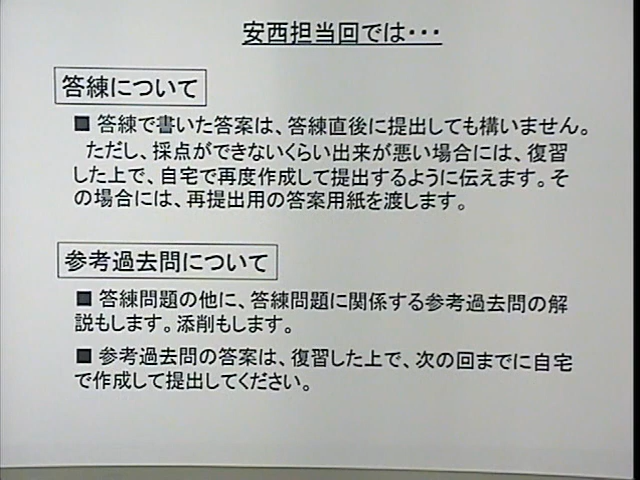 安西担当回では・・・
答練について
■ 答練で書いた答案は、答練直後に提出しても構いません。
ただし、採点ができないくらい出来が悪い場合には、復習
した上で、自宅で再度作成して提出するように伝えます。そ
の場合には、再提出用の答案用紙を渡します。
参考過去問について
■ 答練問題の他に、答練問題に関係する参考過去問の解
説もします。添削もします。
■ 参考過去問の答案は、復習した上で、次の回までに自宅
で作成して提出してください。